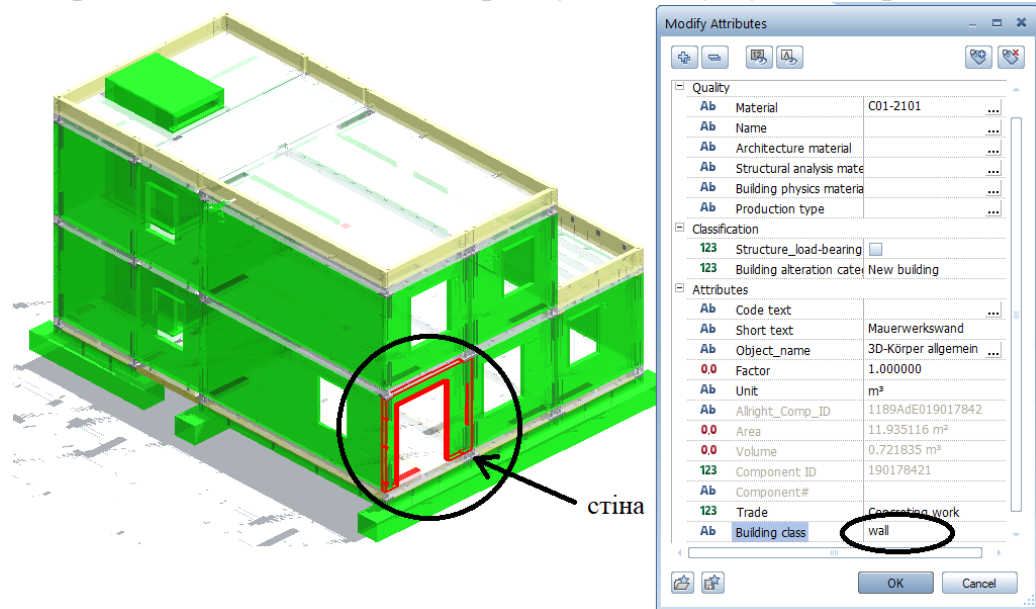 Modify Attributes
Quality
Ab Material C01-2101 ...
Ab Name ...
Ab Architecture material ...
Ab Structural analysis mate ...
Ab Building physics materia ...
Ab Production type ...
Classification
123 Structure_load-bearing
123 Building alteration cate New building
Attributes
Ab Code text ...
Ab Short text Mauerwerkswand
Ab Object_name 3D-Körper allgemein ...
0,0 Factor 1.000000
Ab Unit m³
Ab Allright_Comp_ID 1189AdE019017842
0,0 Area 11.935116 m²
0,0 Volume 0.721835 m³
123 Component ID 190178421
Ab Component#
123 Trade Concreting work
Ab Building class wall
OK Cancel
стіна